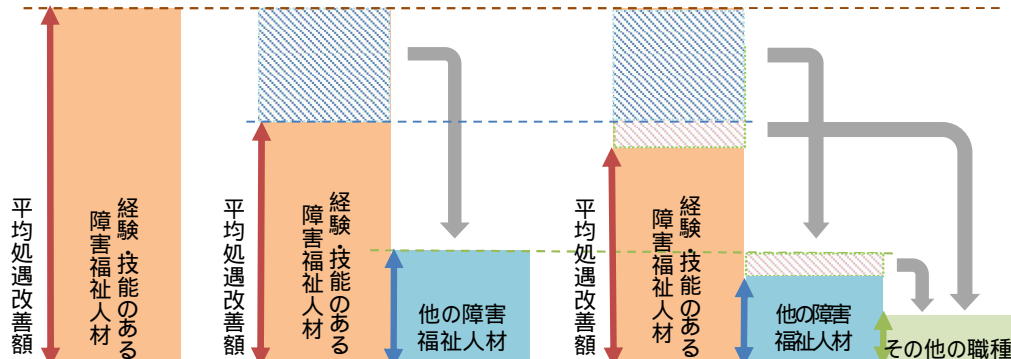 平均処遇改善額
経験・技能のある
障害福祉人材
平均処遇改善額
経験・技能のある
障害福祉人材
他の障害
福祉人材
平均処遇改善額
経験・技能のある
障害福祉人材
他の障害
福祉人材
その他の職種